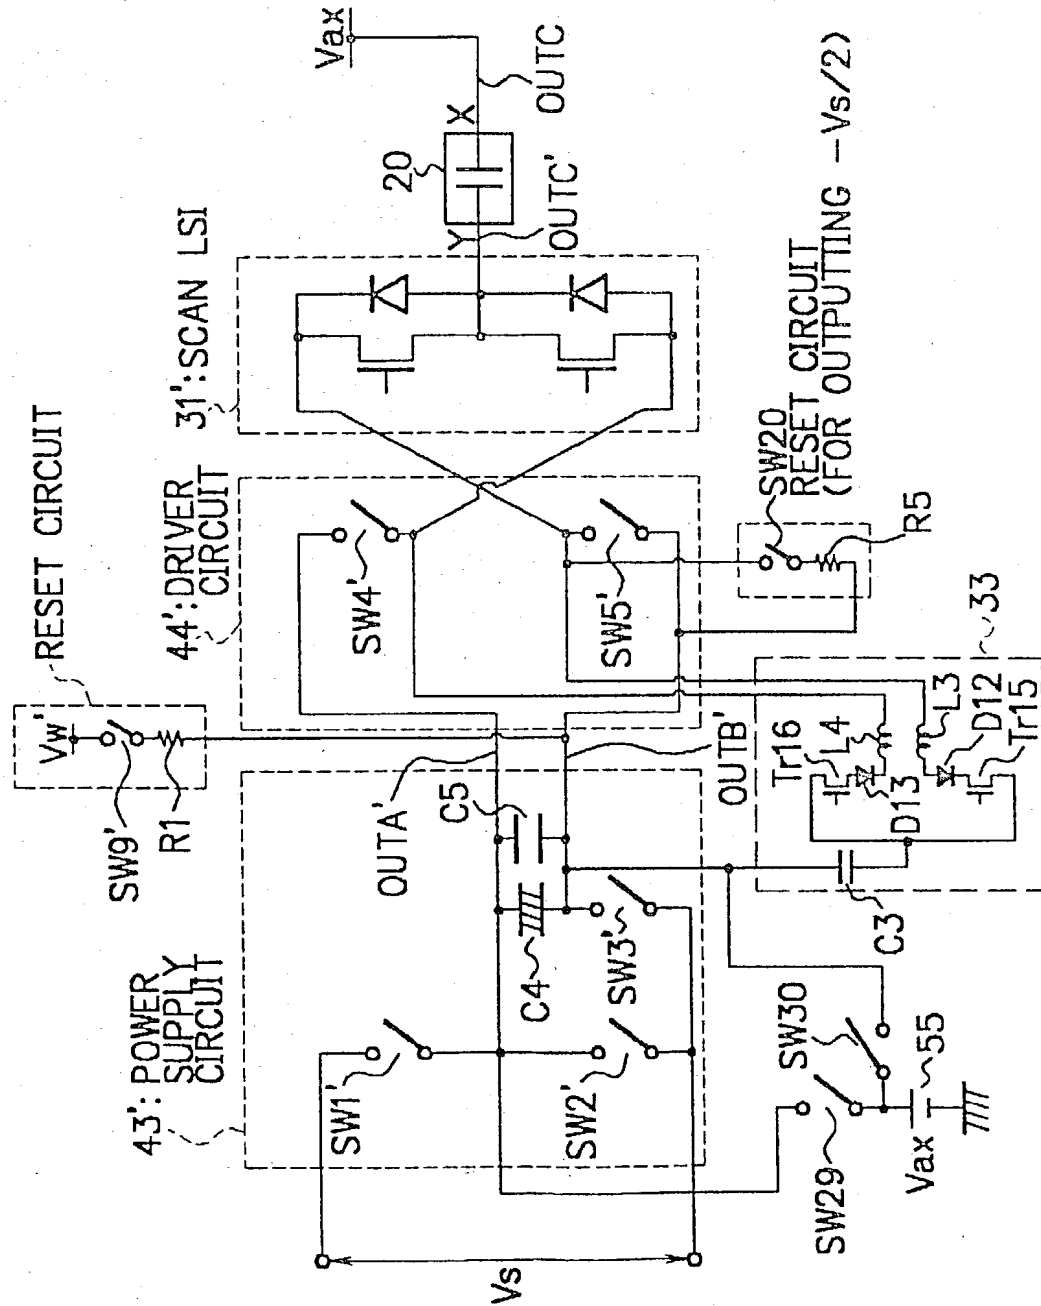 43': POWER
SUPPLY
CIRCUIT
SW9'
R1
Vw'
RESET CIRCUIT
44': DRIVER
CIRCUIT
31': SCAN LSI
20
Vax
X
Y
OUTC
OUTC'
SW1'
SW2'
SW3'
C4
C5
OUTA'
OUTB'
SW4'
SW5'
SW20
RESET CIRCUIT
(FOR OUTPUTTING -Vs/2)
R5
33
Tr16
L4
D13
L3
D12
Tr15
C3
SW30
SW29
55
Vax
Vs